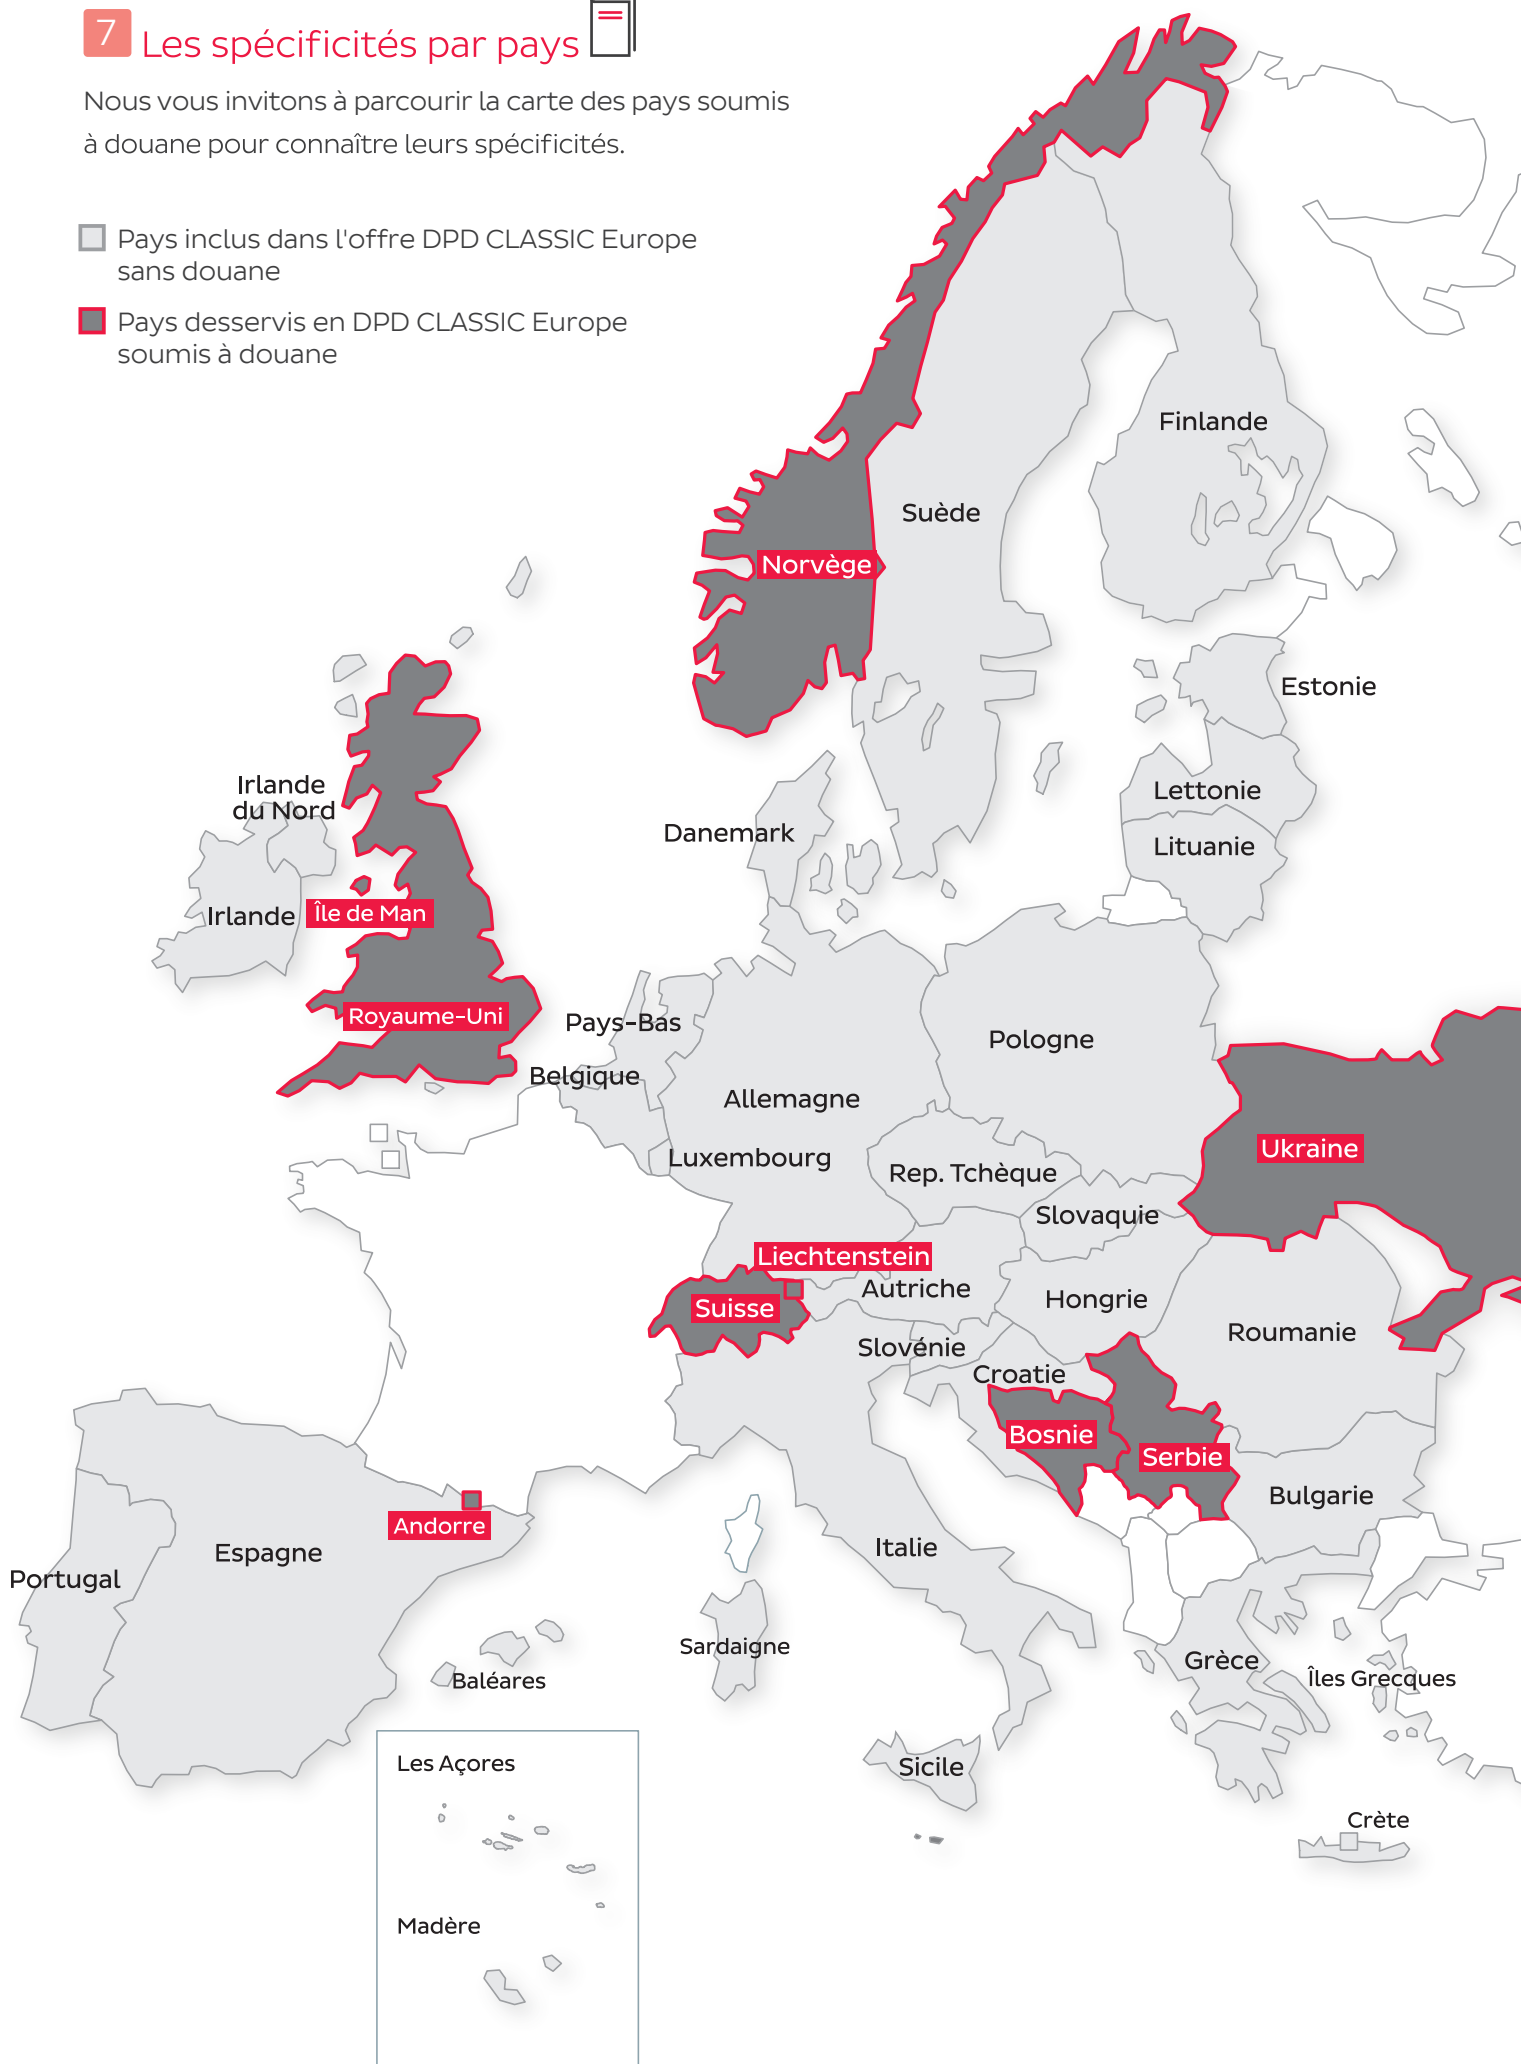 7 Les spécificités par pays
Nous vous invitons à parcourir la carte des pays soumis
à douane pour connaître leurs spécificités.
Pays inclus dans l'offre DPD CLASSIC Europe
sans douane
Pays desservis en DPD CLASSIC Europe
soumis à douane
Finlande
Suède
Norvège
Estonie
Irlande
du Nord
Lettonie
Danemark
Lituanie
Île de Man
Irlande
Royaume-Uni
Pays-Bas
Pologne
Belgique
Allemagne
Ukraine
Luxembourg
Rep. Tchèque
Slovaquie
Liechtenstein
Autriche
Hongrie
Suisse
Roumanie
Slovénie
Croatie
Bosnie
Serbie
Bulgarie
Andorre
Italie
Espagne
Portugal
Sardaigne
Grèce
Îles Grecques
Baléares
Les Açores
Sicile
Crète
Madère